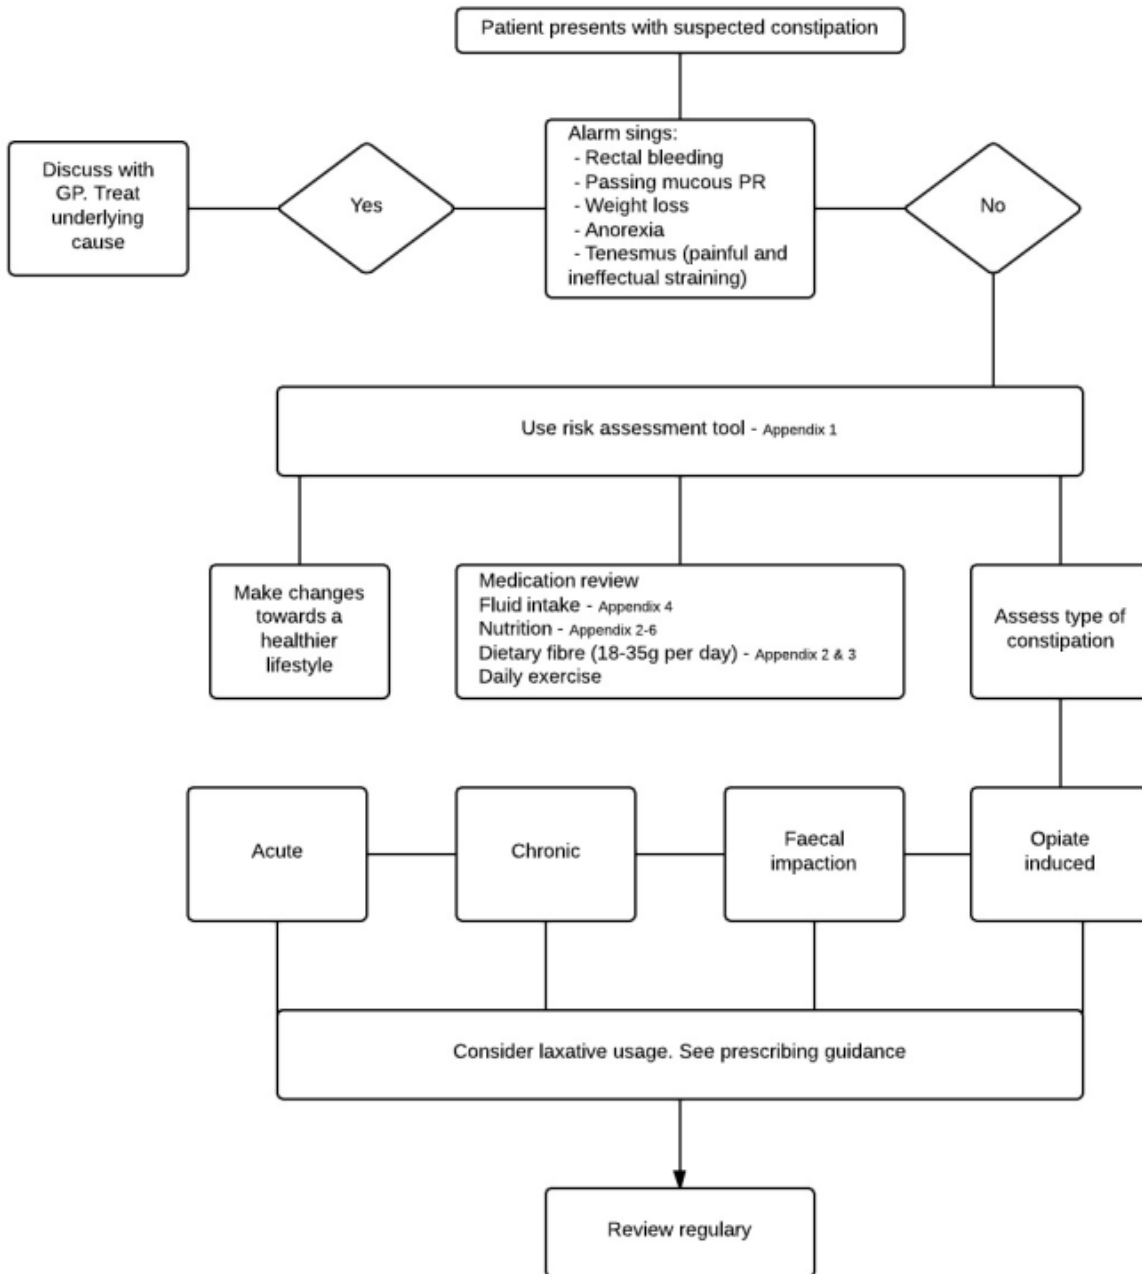 Patient presents with suspected constipation
Alarm sings:
- Rectal bleeding
- Passing mucous PR
- Weight loss
- Anorexia
- Tenesmus (painful and
ineffectual straining)
Discuss with
GP. Treat
underlying
cause
Yes
No
Use risk assessment tool - Appendix 1
Make changes
towards a
healthier
lifestyle
Medication review
Fluid intake - Appendix 4
Nutrition - Appendix 2-6
Dietary fibre (18-35g per day) - Appendix 2 & 3
Daily exercise
Assess type of
constipation
Acute
Chronic
Faecal
impaction
Opiate
induced
Consider laxative usage. See prescribing guidance
Review regulary